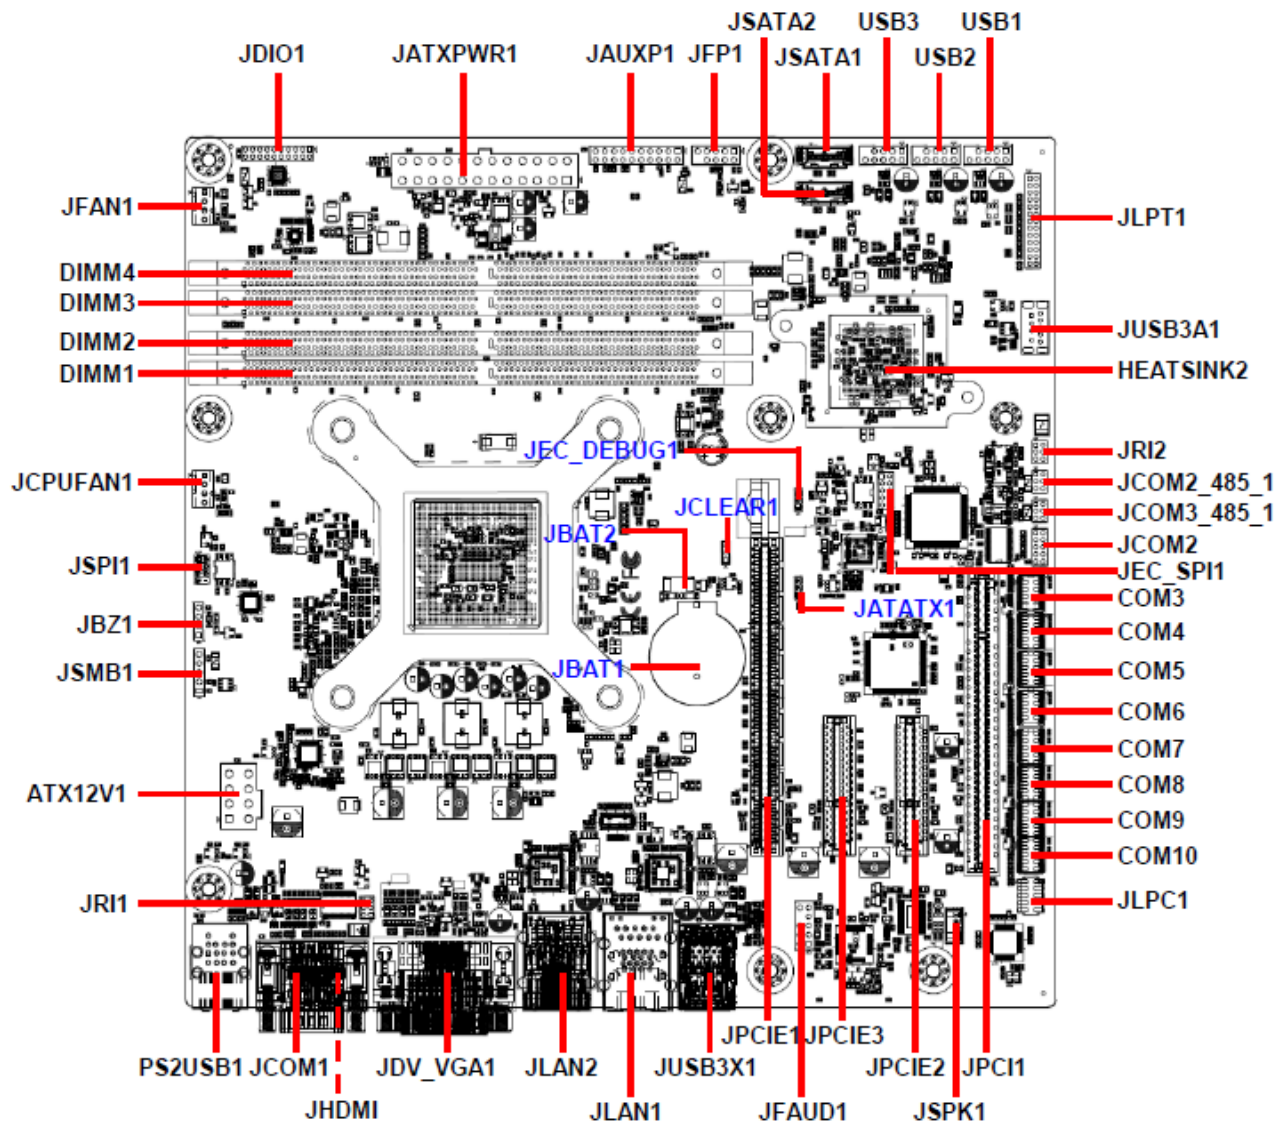 JSATA2
USB3
USB1
JDIO1
JATXPWR1
JAUXP1
JFP1
JSATA1
USB2
JFAN1
JLPT1
DIMM4
DIMM3
DIMM2
DIMM1
JUSB3A1
HEATSINK2
JEC_DEBUG1
JRI2
JCPUFAN1
JCLEAR1
JCOM2_485_1
JCOM3_485_1
JBAT2
JCOM2
JSPI1
JEC_SPI1
COM3
JATATX1
JBZ1
COM4
JBAT1
JSMB1
COM5
COM6
COM7
COM8
ATX12V1
COM9
COM10
JRI1
JLPC1
JPCIE1
JPCIE3
PS2USB1
JCOM1
JDV_VGA1
JLAN2
JUSB3X1
JPCIE2
JPCI1
JHDMI
JLAN1
JFAUD1
JSPK1